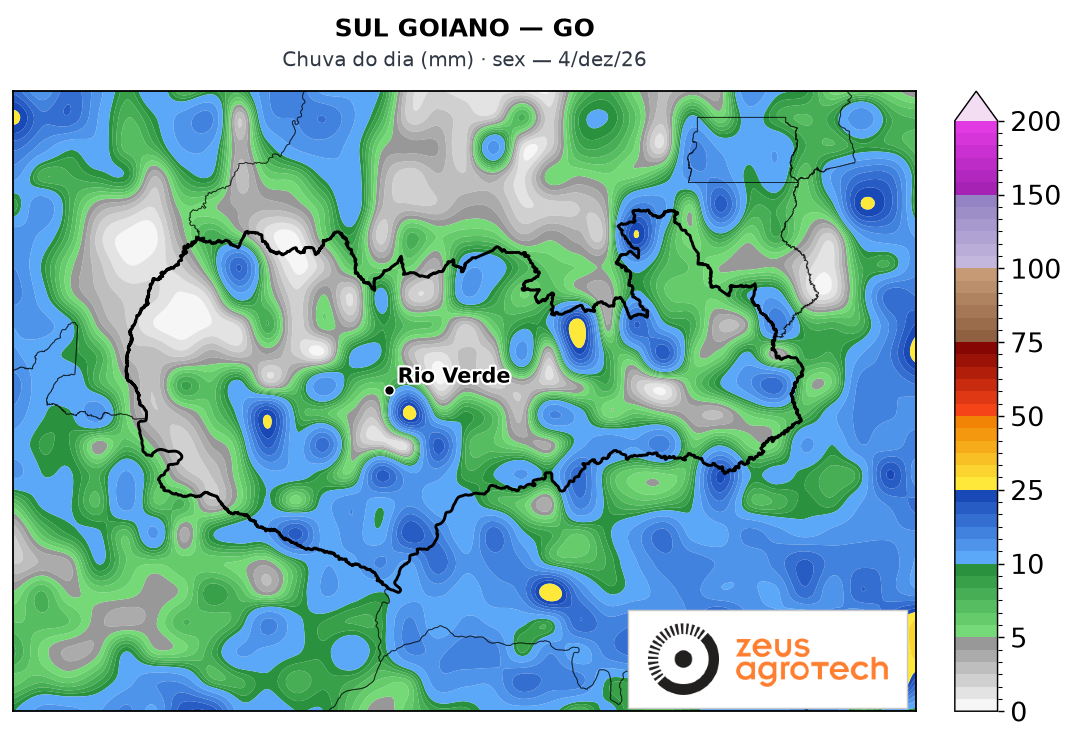 SUL GOIANO — GO
Chuva do dia (mm) · sex — 4/dez/26
200
150
100
75
50
25
10
5
0
Rio Verde
zeus
agrotech